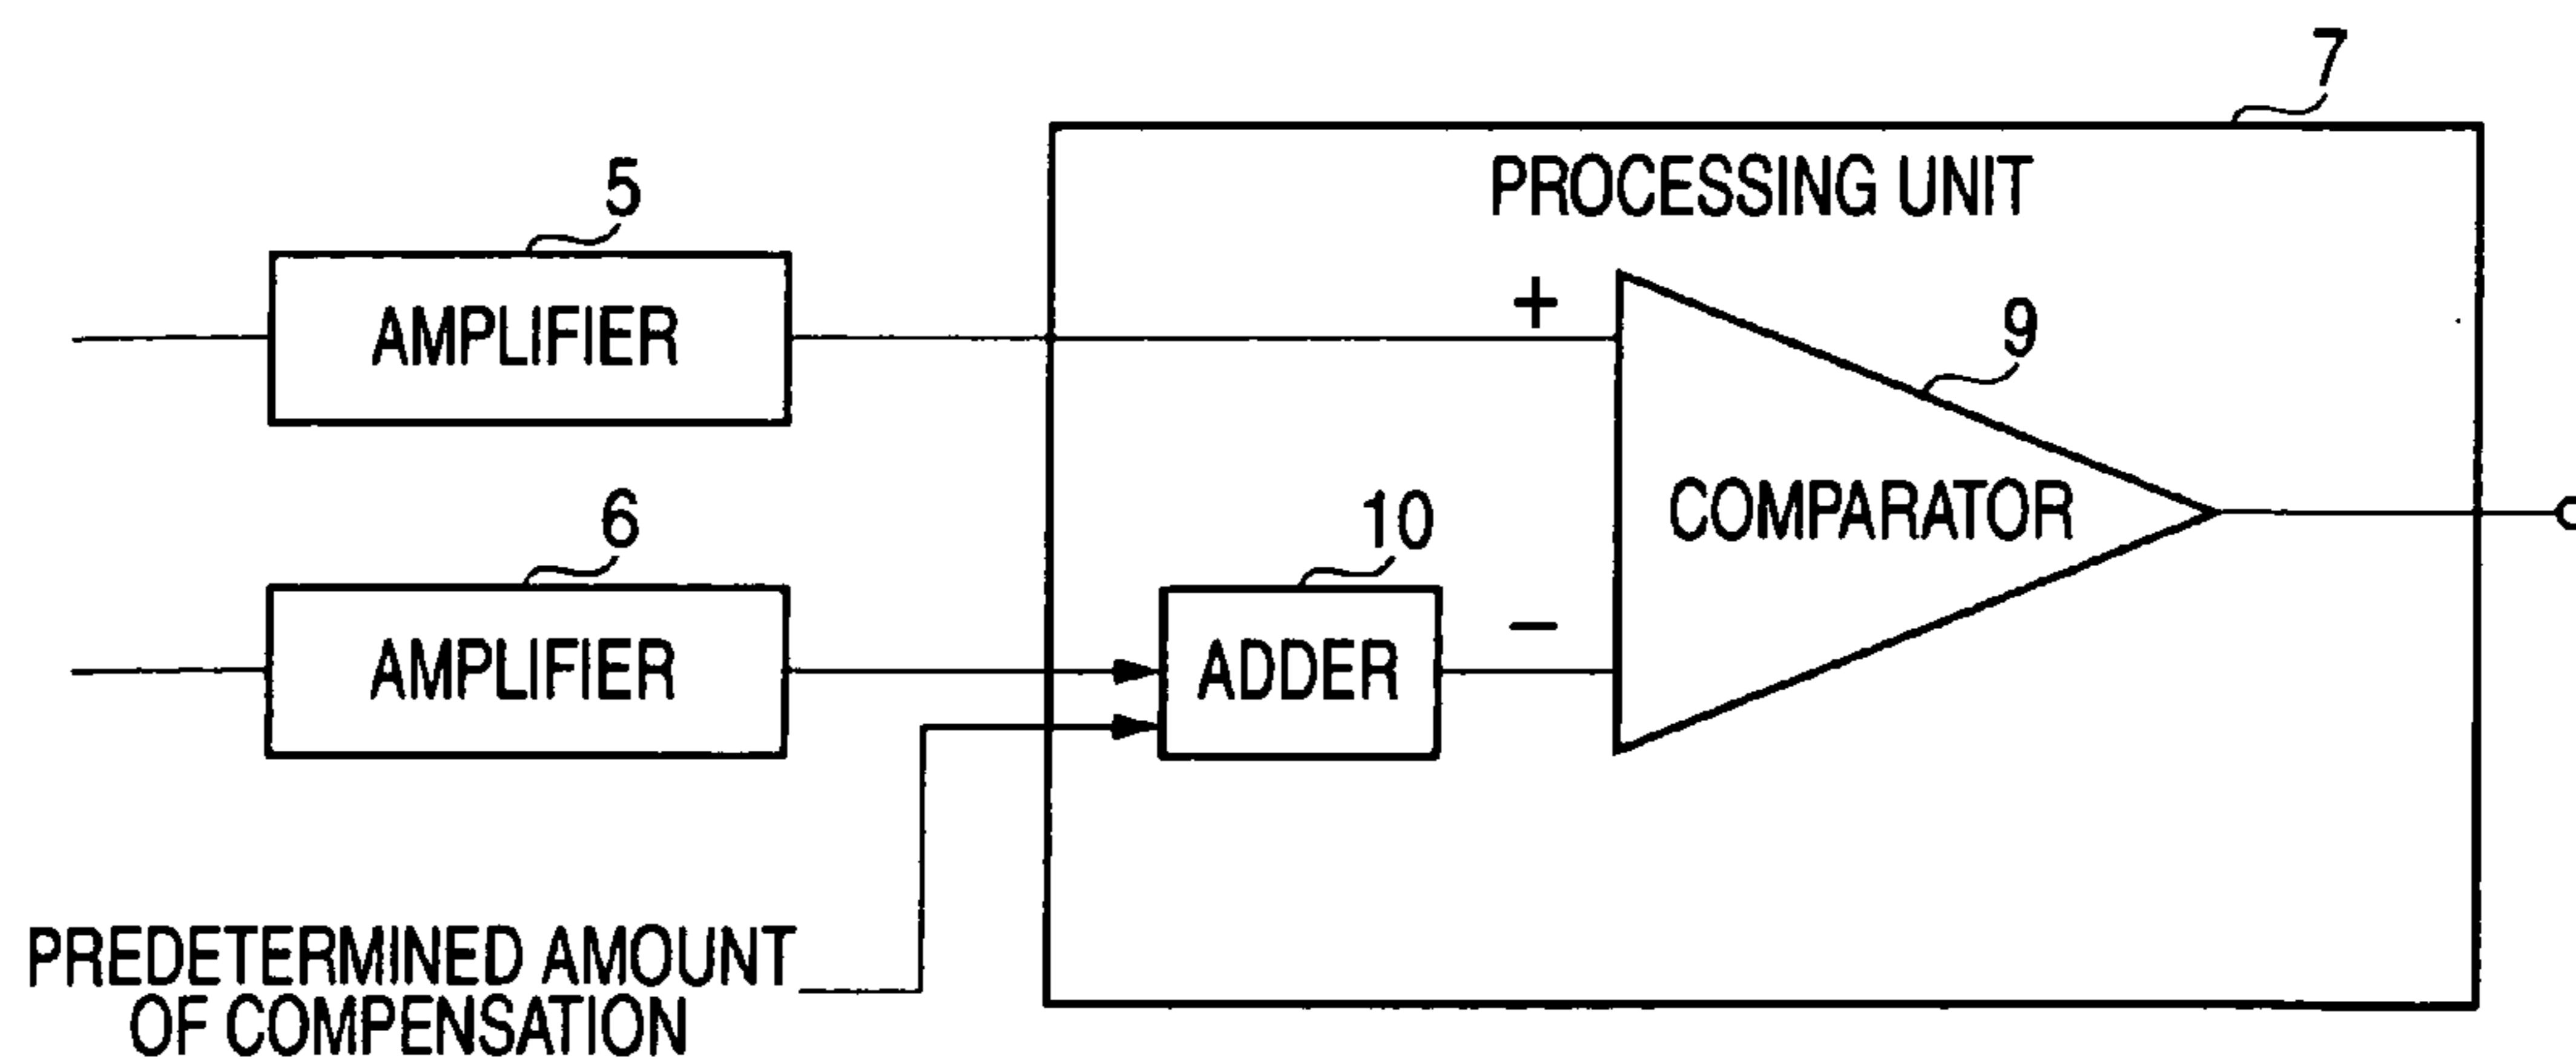 7
PROCESSING UNIT
5
AMPLIFIER
+
9
COMPARATOR
6
AMPLIFIER
10
ADDER
−
PREDETERMINED AMOUNT
OF COMPENSATION